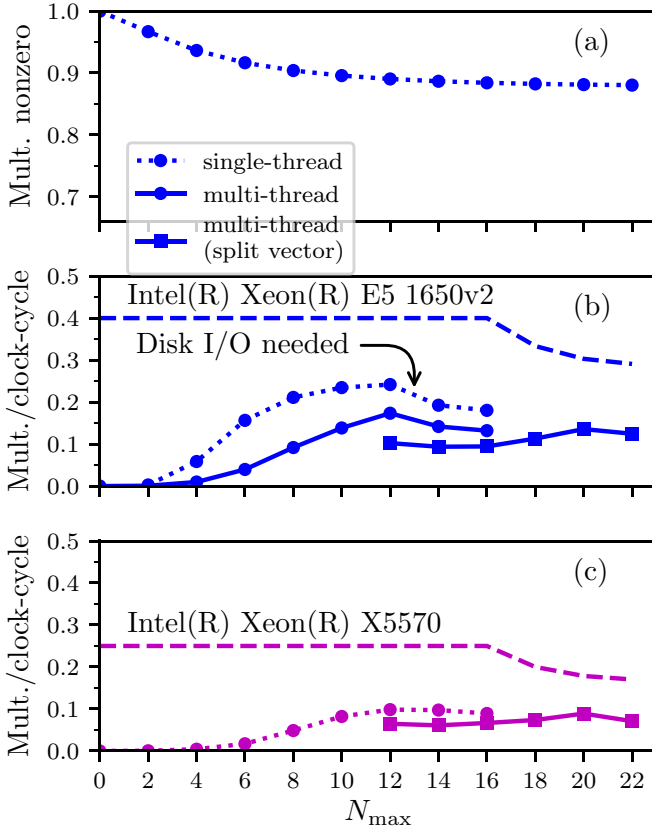 1.0
0.9
0.8
0.7
Mult. nonzero
(a)
single-thread
multi-thread
multi-thread
(split vector)
0.5
0.4
0.3
0.2
0.1
0.0
Mult./clock-cycle
Intel(R) Xeon(R) E5 1650v2
(b)
Disk I/O needed
0.5
0.4
0.3
0.2
0.1
0.0
Mult./clock-cycle
(c)
Intel(R) Xeon(R) X5570
0 2 4 6 8 10 12 14 16 18 20 22
N_max